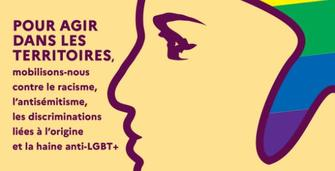 POUR AGIR
DANS LES
TERRITOIRES,
mobilisons-nous
contre le racisme,
l'antisémitisme,
les discriminations
liées à l'origine
et la haine anti-LGBT+